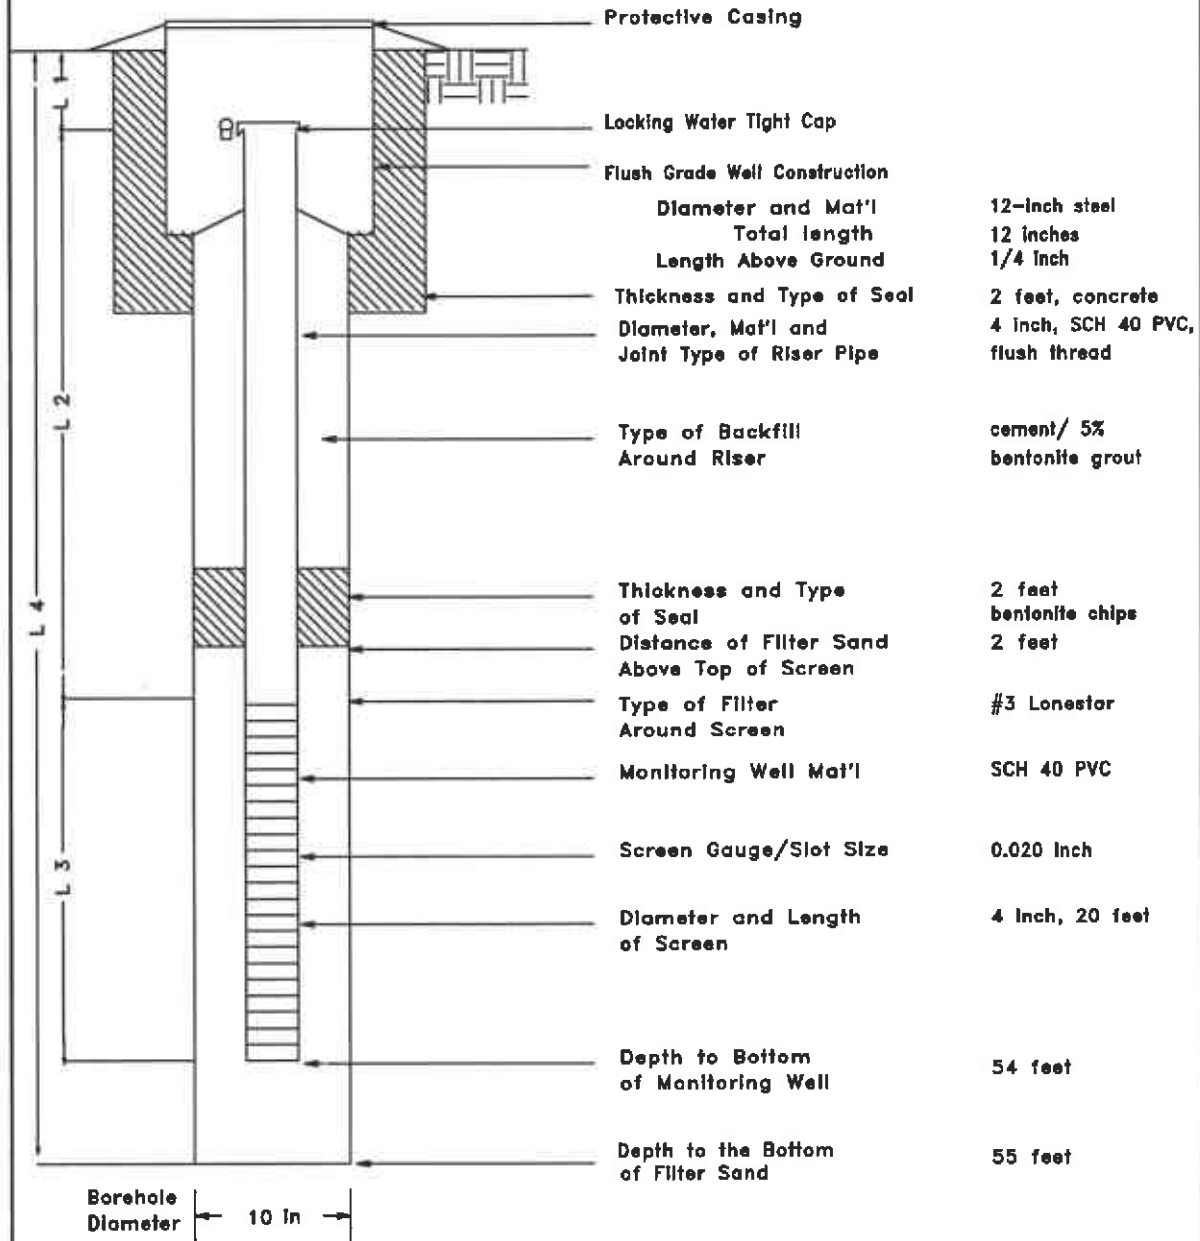 Protective Casing
L 1
Locking Water Tight Cap
Flush Grade Well Construction
Diameter and Mat'l 12-inch steel
Total length 12 inches
Length Above Ground 1/4 inch
Thickness and Type of Seal 2 feet, concrete
Diameter, Mat'l and 4 inch, SCH 40 PVC,
Joint Type of Riser Pipe flush thread
L 2
Type of Backfill cement/ 5%
Around Riser bentonite grout
L 4
Thickness and Type 2 feet
of Seal bentonite chips
Distance of Filter Sand 2 feet
Above Top of Screen
Type of Filter #3 Lonestar
Around Screen
Monitoring Well Mat'l SCH 40 PVC
L 3
Screen Gauge/Slot Size 0.020 inch
Diameter and Length 4 inch, 20 feet
of Screen
Depth to Bottom 54 feet
of Monitoring Well
Depth to the Bottom 55 feet
of Filter Sand
Borehole
Diameter 10 in